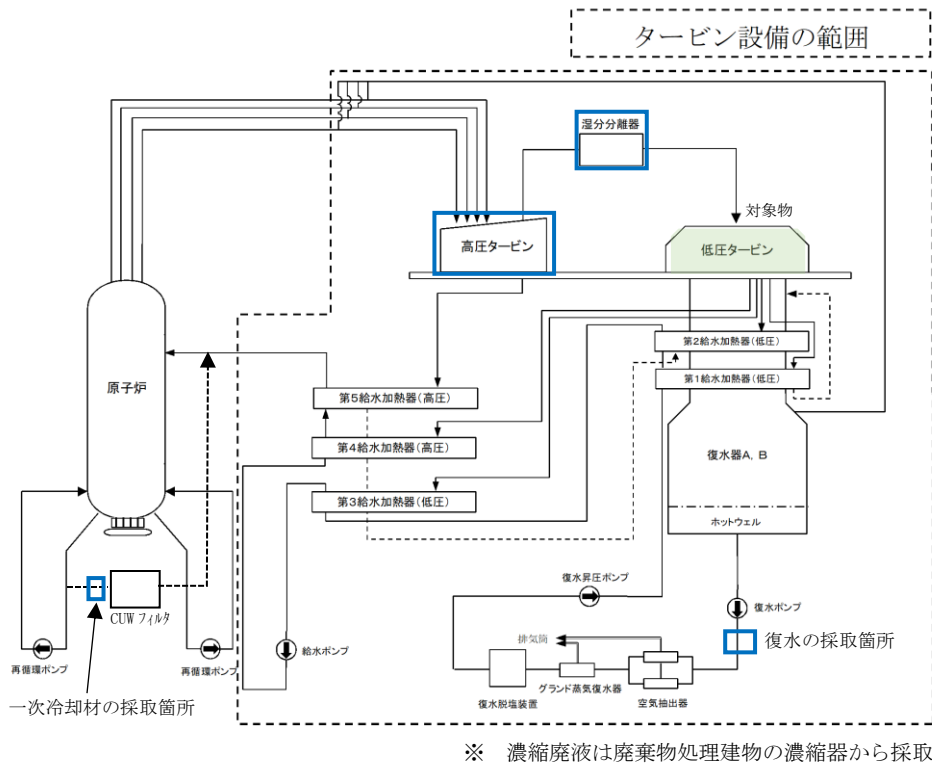 タービン設備の範囲
湿分分離器
対象物
高圧タービン
低圧タービン
第2給水加熱器(低圧)
第1給水加熱器(低圧)
原子炉
第5給水加熱器(高圧)
第4給水加熱器(高圧)
第3給水加熱器(低圧)
復水器A, B
ホットウェル
復水昇圧ポンプ
復水ポンプ
CUWフィルタ
排気筒
復水の採取箇所
給水ポンプ
再循環ポンプ
再循環ポンプ
グランド蒸気復水器
復水脱塩装置
空気抽出器
一次冷却材の採取箇所
※ 濃縮廃液は廃棄物処理建物の濃縮器から採取